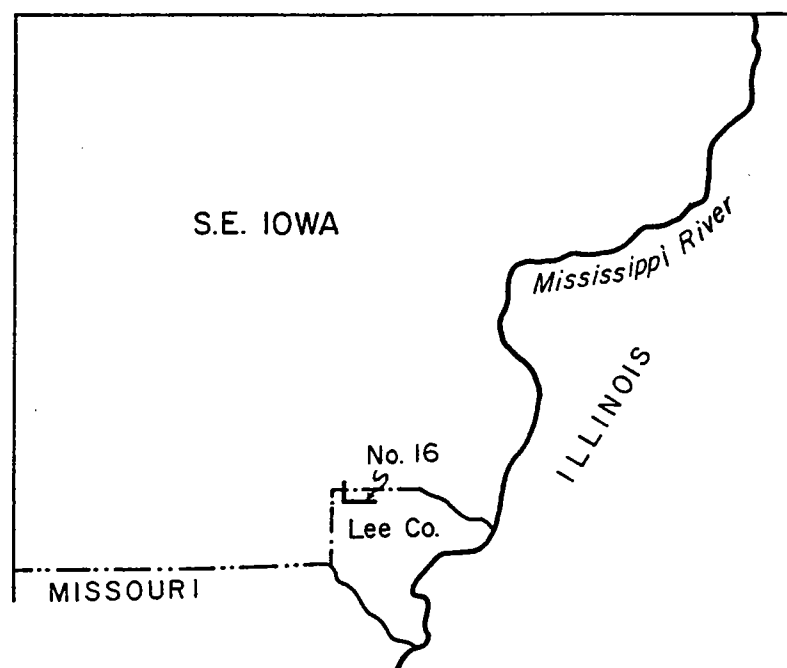 S.E. IOWA
Mississippi River
ILLINOIS
No. 16
Lee Co.
MISSOURI